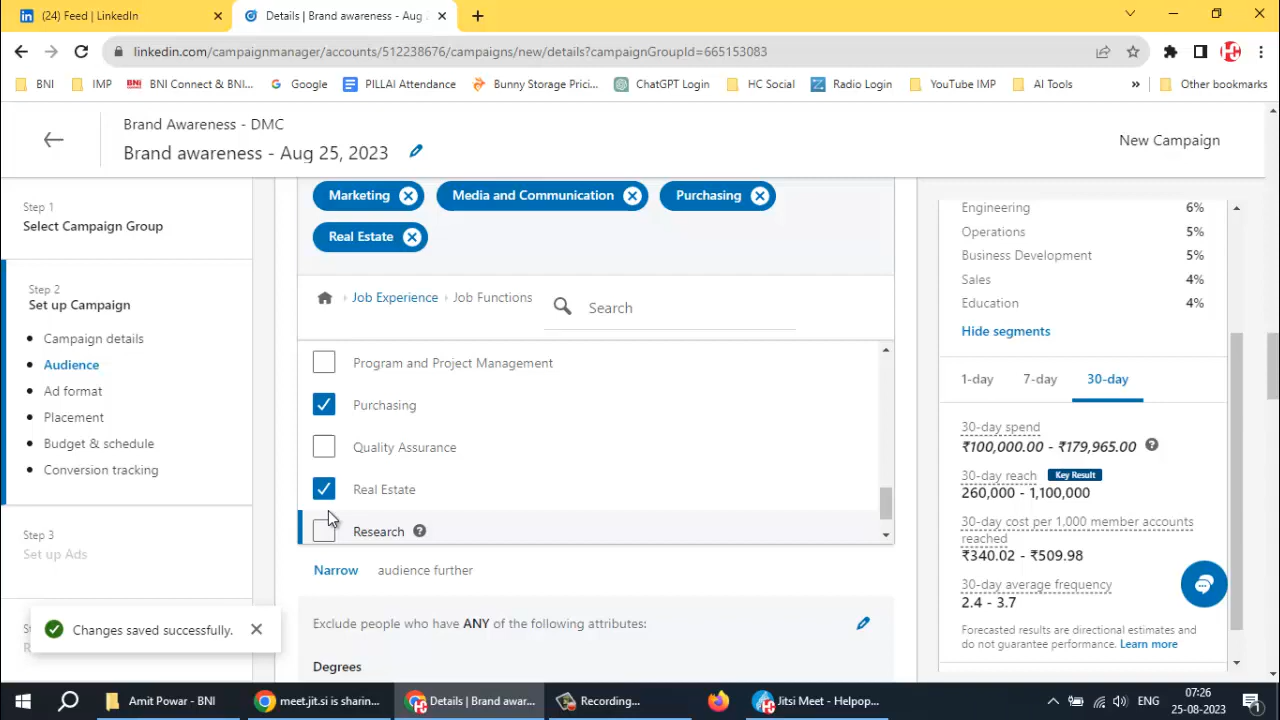 (24) Feed | LinkedIn
Details | Brand awareness - Aug
linkedin.com/campaignmanager/accounts/512238676/campaigns/new/details?campaignGroupId=665153083
BNI
IMP
BNI
BNI Connect & BNI...
Google
PILLAI Attendance
Bunny Storage Pricin...
ChatGPT Login
HC Social
Radio Login
YouTube IMP
AI Tools
»
Other bookmarks
Brand Awareness - DMC
Brand awareness - Aug 25, 2023
New Campaign
Step 1
Select Campaign Group
Step 2
Set up Campaign
Campaign details
Audience
Ad format
Placement
Budget & schedule
Conversion tracking
Step 3
Set up Ads
Changes saved successfully.
Marketing
Media and Communication
Purchasing
Real Estate
Job Experience
Job Functions
Search
Program and Project Management
Purchasing
Quality Assurance
Real Estate
Research
Narrow audience further
Exclude people who have ANY of the following attributes:
Degrees
Engineering 6%
Operations 5%
Business Development 5%
Sales 4%
Education 4%
Hide segments
1-day 7-day 30-day
30-day spend
₹100,000.00 - ₹179,965.00
30-day reach Key Result
260,000 - 1,100,000
30-day cost per 1,000 member accounts
reached
₹340.02 - ₹509.98
30-day average frequency
2.4 - 3.7
Forecasted results are directional estimates and
do not guarantee performance. Learn more
Amit Powar - BNI
meet.jit.si is sharin...
Details | Brand awar...
Recording...
Jitsi Meet - Helpop...
ENG
07:26
25-08-2023